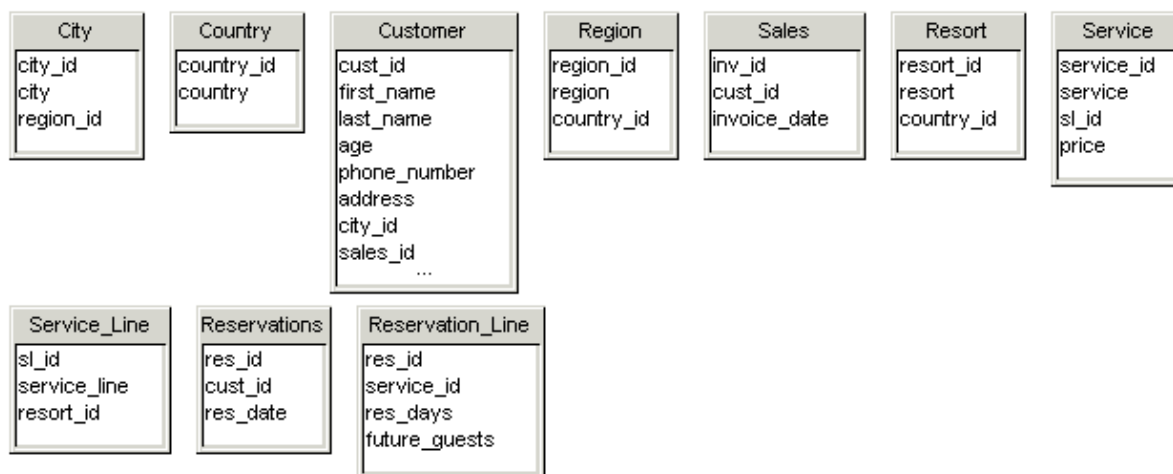 City
city_id
city
region_id
Country
country_id
country
Customer
cust_id
first_name
last_name
age
phone_number
address
city_id
sales_id
...
Region
region_id
region
country_id
Sales
inv_id
cust_id
invoice_date
Resort
resort_id
resort
country_id
Service
service_id
service
sl_id
price
Service_Line
sl_id
service_line
resort_id
Reservations
res_id
cust_id
res_date
Reservation_Line
res_id
service_id
res_days
future_guests